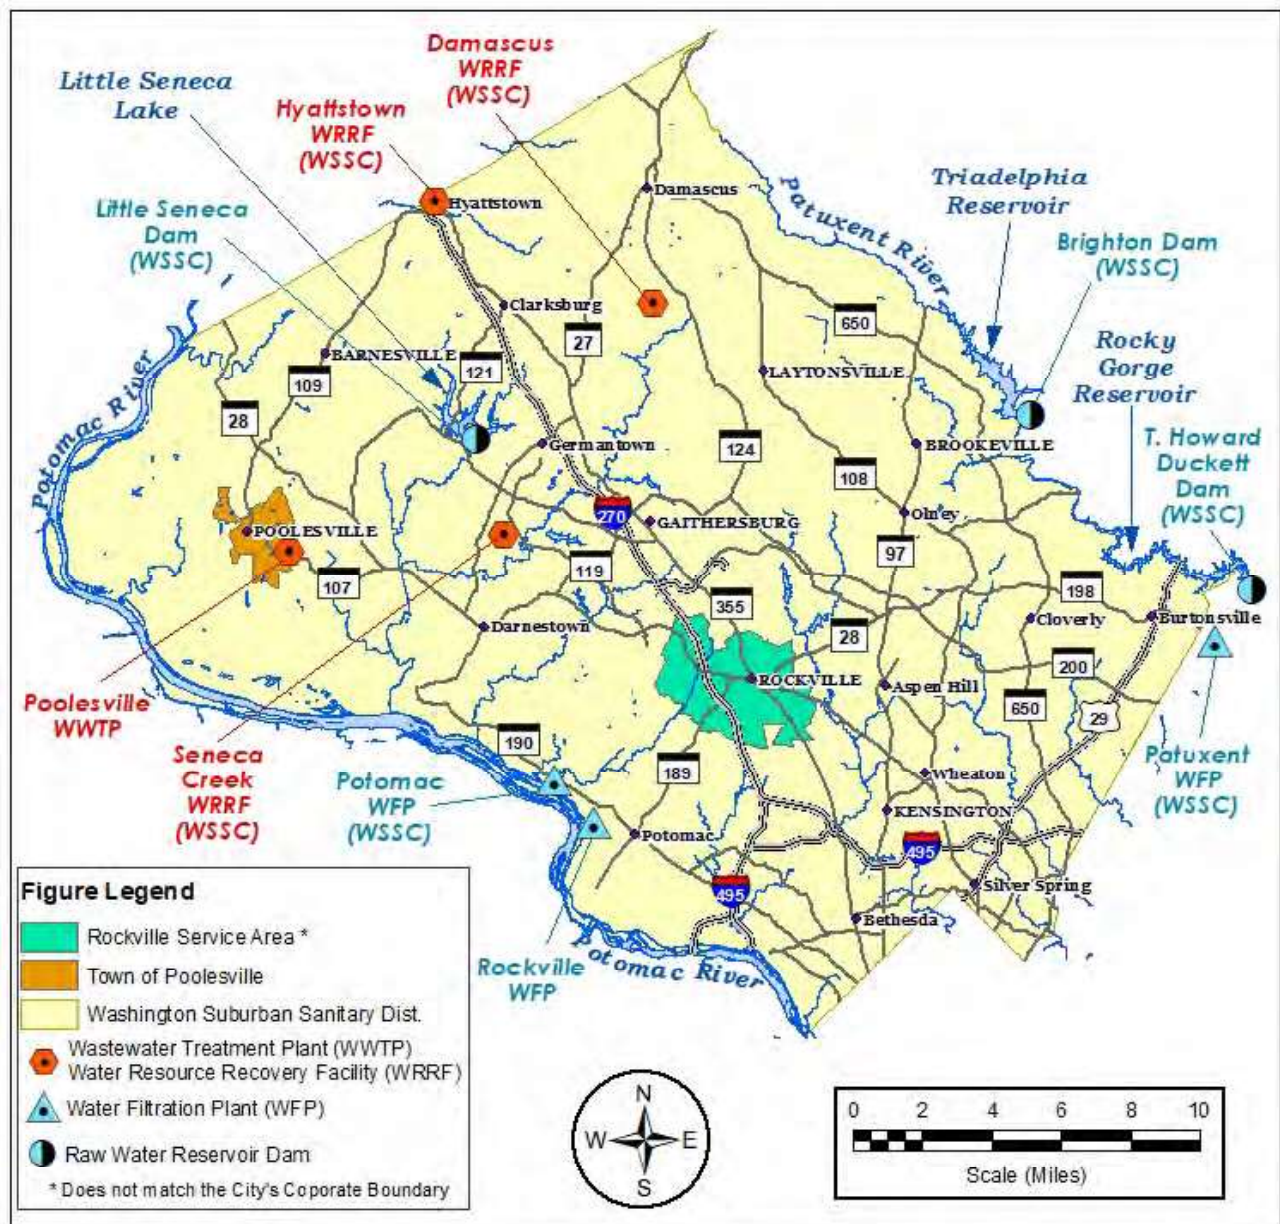 Damascus
WRRF
(WSSC)
Little Seneca
Lake
Hyattstown
WRRF
(WSSC)
Triadelphia
Reservoir
Little Seneca
Dam
(WSSC)
Patuxent River
Brighton Dam
(WSSC)
Damascus
Hyattstown
Clarksburg
650
27
Rocky
Gorge
Reservoir
BARNESVILLE
121
109
LAYTONSVILLE
Potomac River
28
T. Howard
Duckett
Dam
(WSSC)
Germantown
124
BROOKEVILLE
108
Olney
270
GAITHERSBURG
POOLESVILLE
97
119
107
198
355
Cloverly
Burtonsville
Darnestown
28
200
ROCKVILLE
Aspen Hill
650
29
Poolesville
WWTP
190
189
Seneca
Creek
WRRF
(WSSC)
Potomac
WFP
(WSSC)
Patuxent
WFP
(WSSC)
Wheaton
KENSINGTON
Potomac
495
495
Silver Spring
Bethesda
Rockville
WFP
Potomac River
Figure Legend
Rockville Service Area *
Town of Poolesville
Washington Suburban Sanitary Dist.
Wastewater Treatment Plant (WWTP)
Water Resource Recovery Facility (WRRF)
Water Filtration Plant (WFP)
Raw Water Reservoir Dam
* Does not match the City's Coporate Boundary
N
W E
S
0 2 4 6 8 10
Scale (Miles)